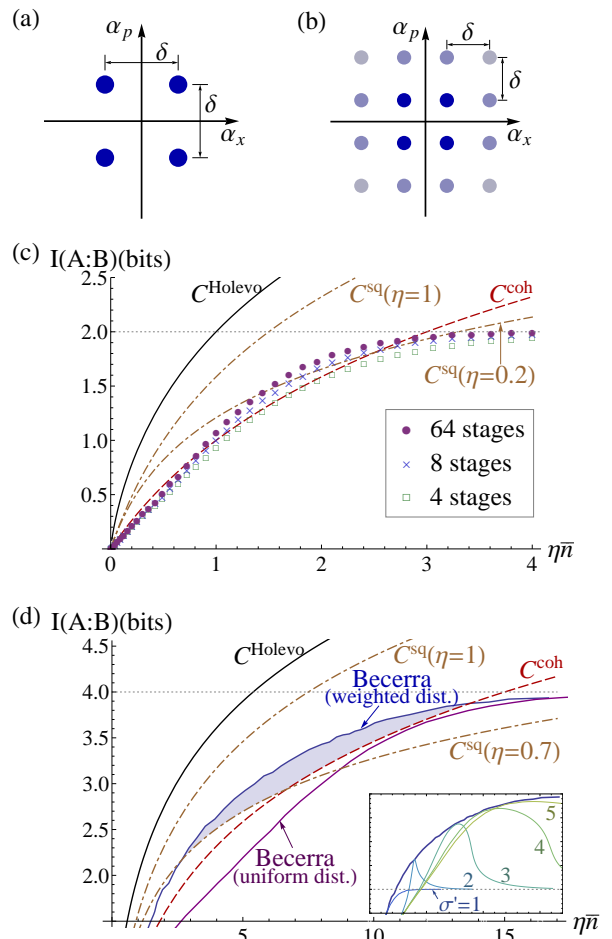 (a)
α_p
δ
δ
α_x
(b)
α_p
δ
δ
α_x
(c)
I(A:B)(bits)
2.5
2.0
1.5
1.0
0.5
0
1
2
3
4
ηn̅
C^Holevo
C^sq(η=1)
C^coh
C^sq(η=0.2)
64 stages
8 stages
4 stages
(d)
I(A:B)(bits)
4.5
4.0
3.5
3.0
2.5
2.0
5
10
15
ηn̅
C^Holevo
C^sq(η=1)
C^coh
Becerra
(weighted dist.)
C^sq(η=0.7)
Becerra
(uniform dist.)
5
4
3
2
σ'=1